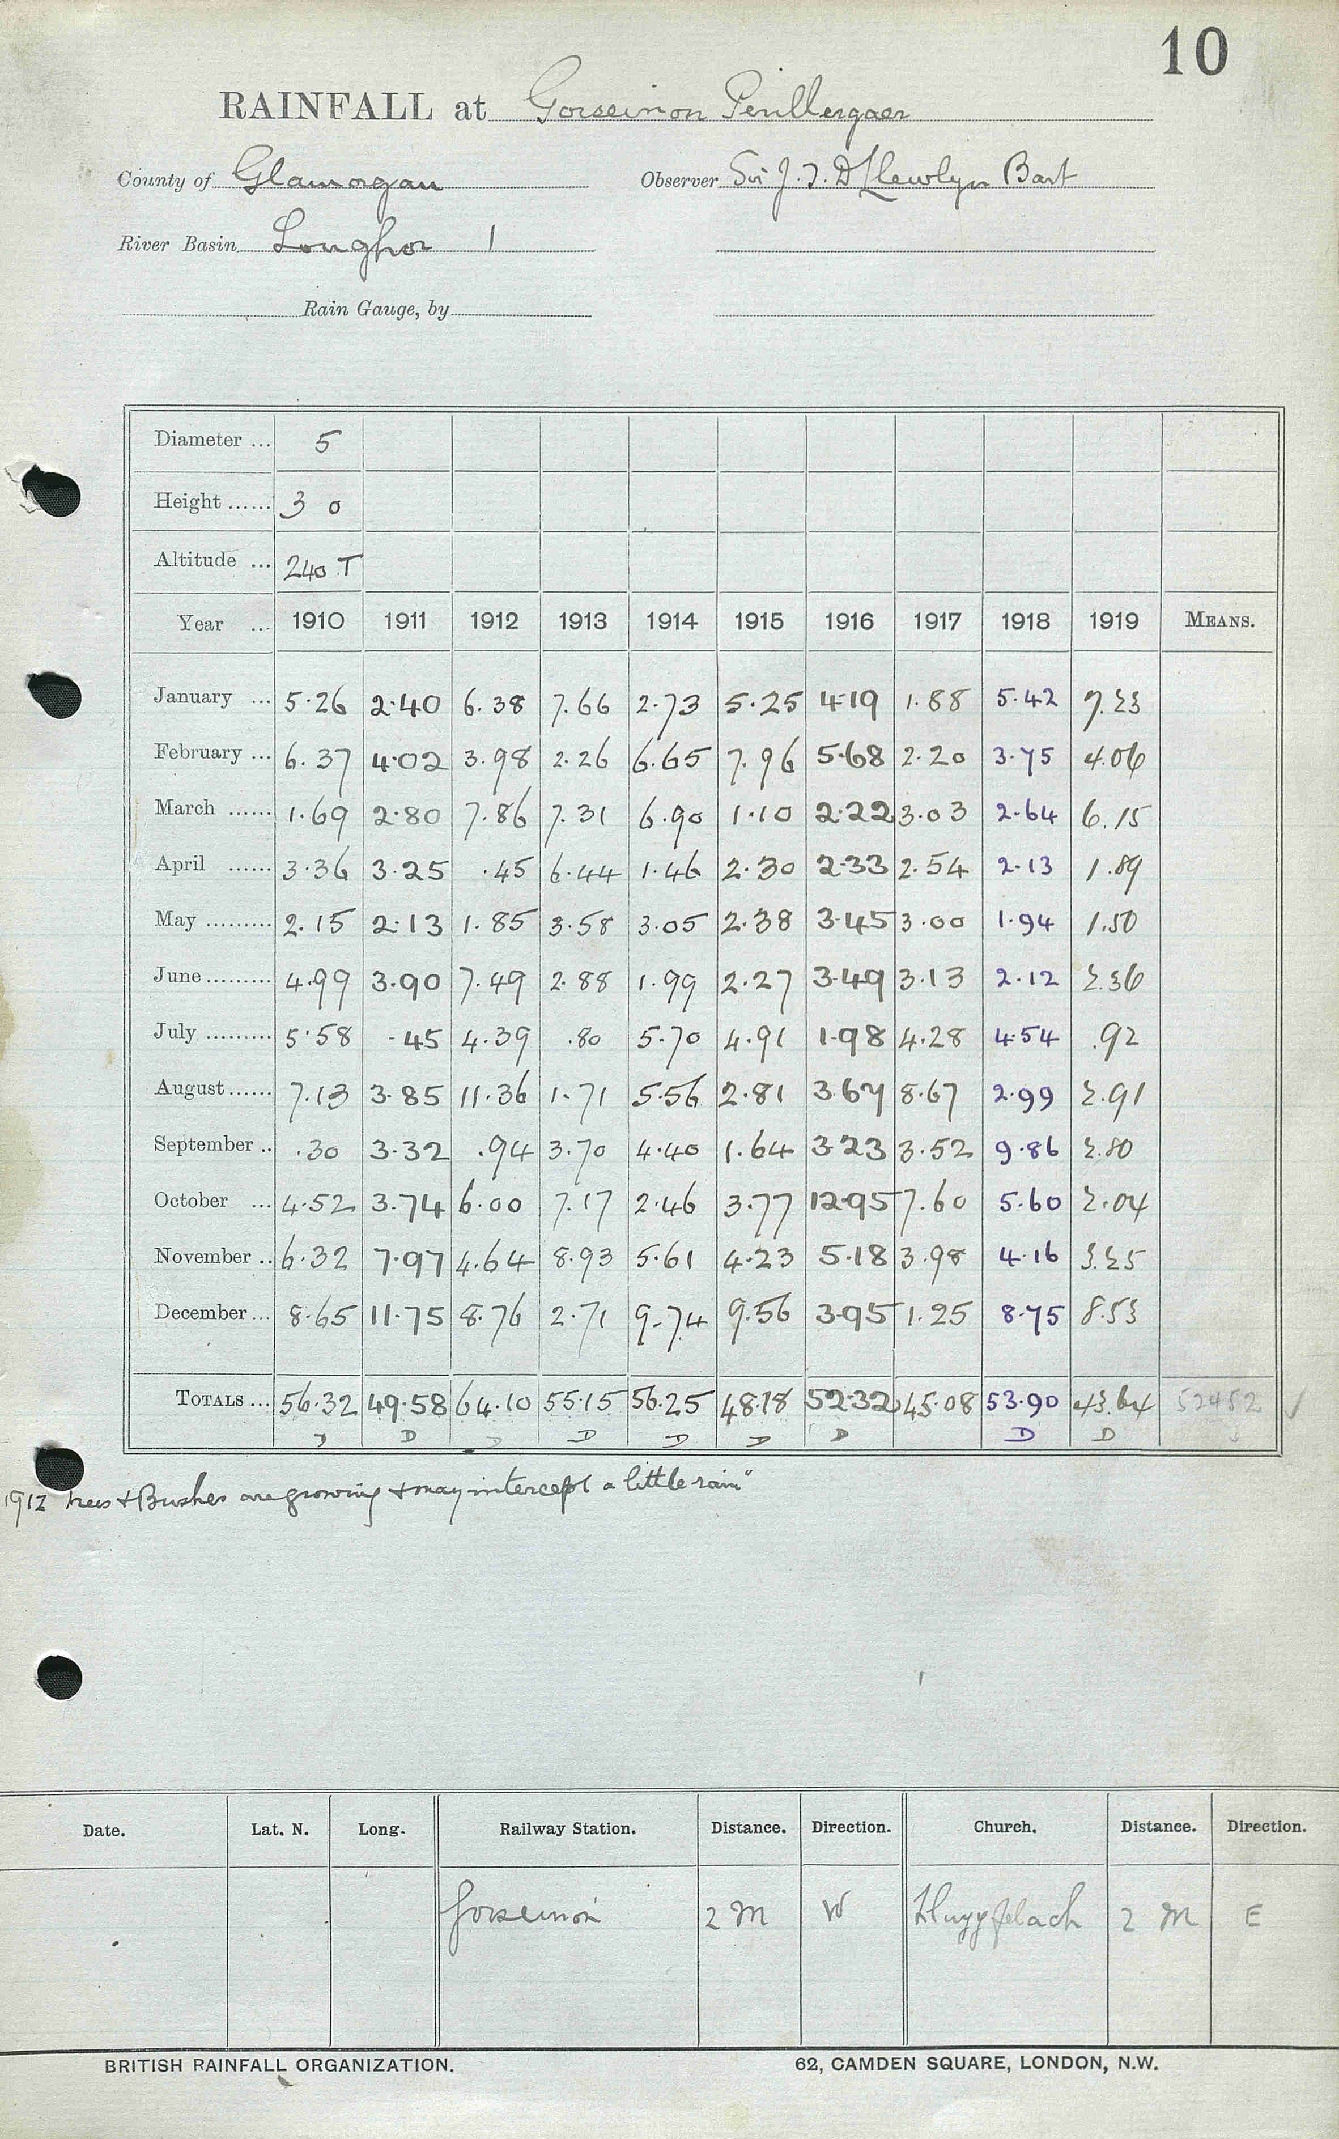 10
RAINFALL at Gorseinon Penllergaer
County of Glamorgan Observer Sir J. T. D Llewelyn Bart
River Basin Loughor 1
Rain Gauge, by
Diameter ... 5
Height ...... 3 0
Altitude ... 240 T
Year ... 1910 1911 1912 1913 1914 1915 1916 1917 1918 1919 MEANS.
January ... 5.26 2.40 6.38 7.66 2.73 5.25 4.19 1.88 5.42 7.23
February ... 6.37 4.02 3.98 2.26 6.65 7.96 5.68 2.20 3.75 4.06
March ...... 1.69 2.80 7.86 7.31 6.90 1.10 2.22 3.03 2.64 6.15
April ...... 3.36 3.25 .45 6.44 1.46 2.30 2.33 2.54 2.13 1.89
May ......... 2.15 2.13 1.85 3.58 3.05 2.38 3.45 3.00 1.94 1.50
June ......... 4.99 3.90 7.49 2.88 1.99 2.27 3.49 3.13 2.12 2.36
July ......... 5.58 .45 4.39 .80 5.70 4.91 1.98 4.28 4.54 .92
August ...... 7.13 3.85 11.36 1.71 5.56 2.81 3.67 8.67 2.99 2.91
September .. .30 3.32 .94 3.70 4.40 1.64 3.23 3.52 9.86 2.80
October ... 4.52 3.74 6.00 7.17 2.46 3.77 12.95 7.60 5.60 2.04
November .. 6.32 7.97 4.64 8.93 5.61 4.23 5.18 3.98 4.16 3.25
December ... 8.65 11.75 8.76 2.71 9.74 9.56 3.95 1.25 8.75 8.53
TOTALS ... 56.32 49.58 64.10 55.15 56.25 48.18 52.32 45.08 53.90 43.64 52452 ✓
D D D D D D D D D
1912 Trees & Bushes are growing & may intercept a little rain"
Date. Lat. N. Long. Railway Station. Distance. Direction. Church. Distance. Direction.
Gorseinon 2 M W 2 M E
BRITISH RAINFALL ORGANIZATION. 62, CAMDEN SQUARE, LONDON, N.W.